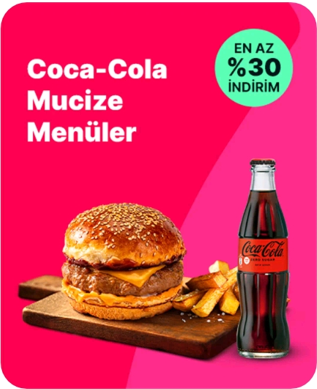 Coca-Cola
Mucize
Menüler
EN AZ
%30
İNDİRİM
Coca-Cola